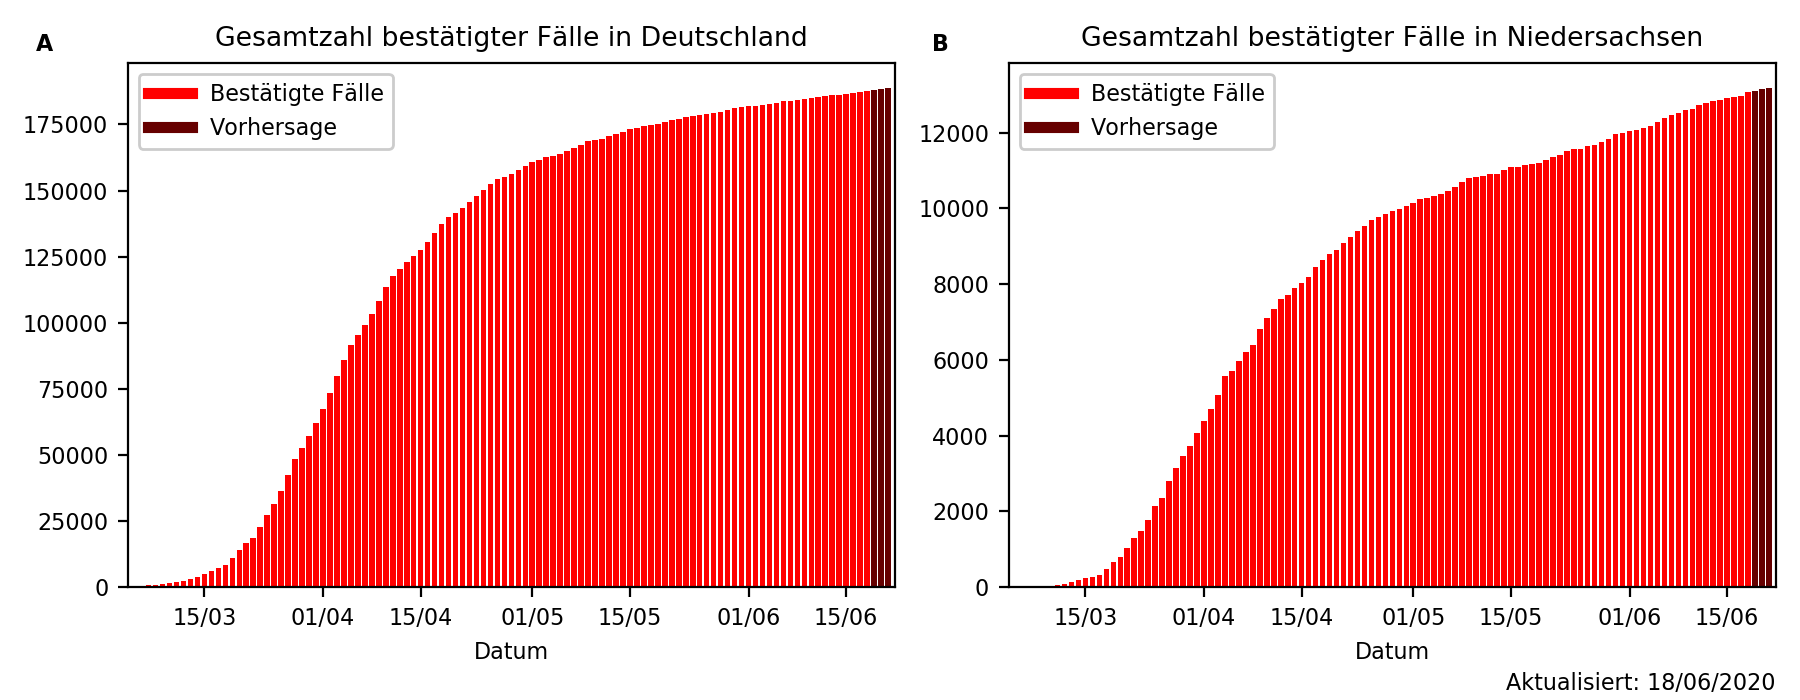 A
Gesamtzahl bestätigter Fälle in Deutschland
Bestätigte Fälle
Vorhersage
175000
150000
125000
100000
75000
50000
25000
0
15/03 01/04 15/04 01/05 15/05 01/06 15/06
Datum
B
Gesamtzahl bestätigter Fälle in Niedersachsen
Bestätigte Fälle
Vorhersage
12000
10000
8000
6000
4000
2000
0
15/03 01/04 15/04 01/05 15/05 01/06 15/06
Datum
Aktualisiert: 18/06/2020